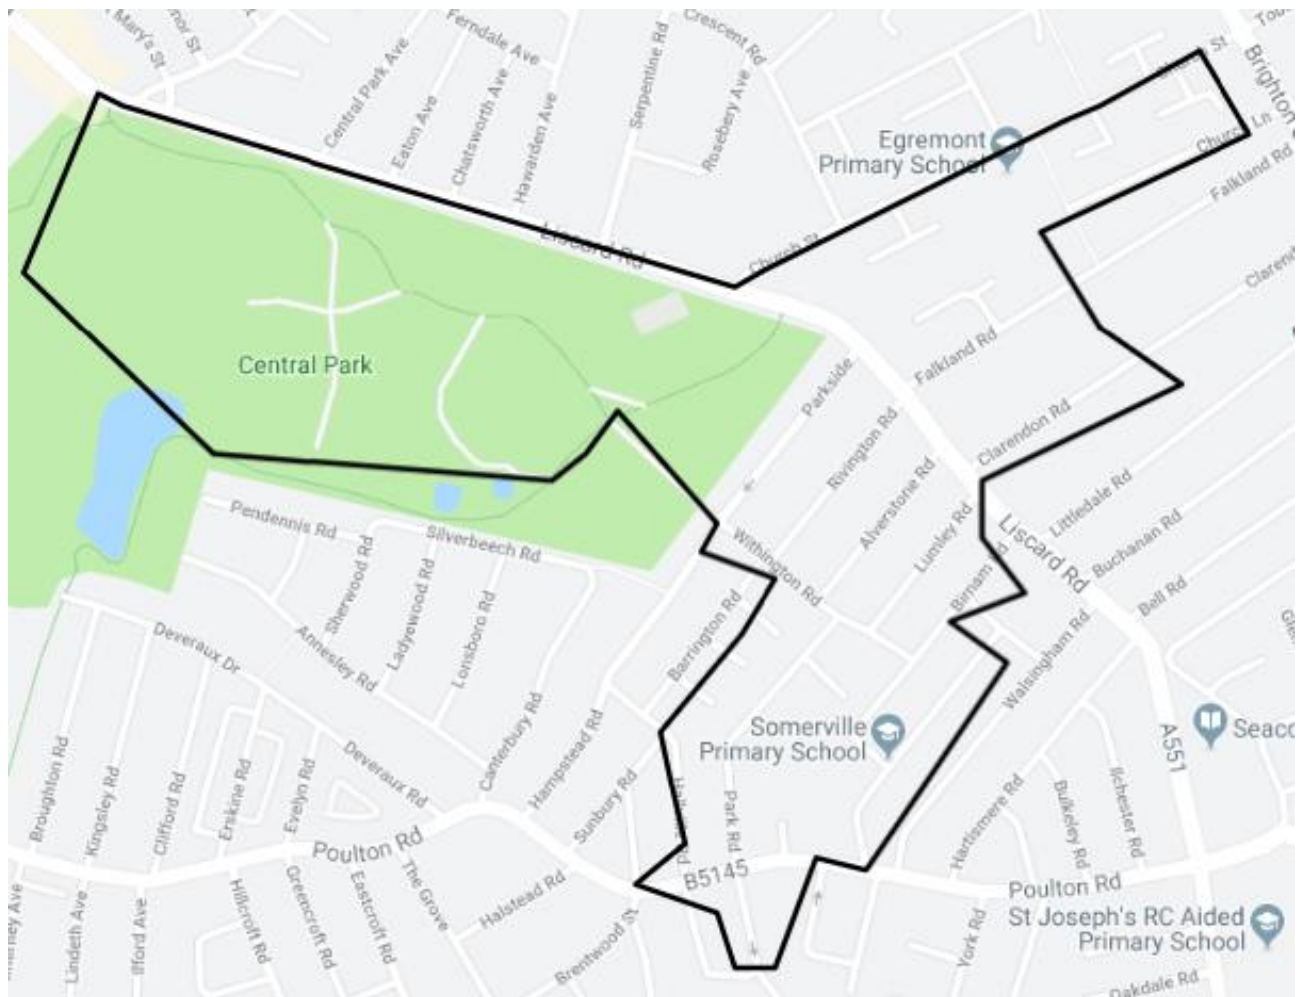 Mary's St
Ferndale Ave
Crescent Rd
Serpentine Rd
Central Park Ave
Eaton Ave
Chatsworth Ave
Hawarden Ave
Rosebery Ave
Brighton
Egremont
Primary School
Church Ln
Falkland Rd
Liscard Rd
Church St
Central Park
Parkside
Falkland Rd
Rivington Rd
Clarendon Rd
Alverstone Rd
Lumley Rd
Littledale Rd
Liscard Rd
Buchanan Rd
Bell Rd
Pendennis Rd
Silverbeech Rd
Withington Rd
Birnam Rd
Sherwood Rd
Ladyewood Rd
Lonsboro Rd
Barrington Rd
Walsingham Rd
Deveraux Dr
Annesley Rd
Canterbury Rd
Hampstead Rd
Somerville
Primary School
A551
Seaco
Broughton Rd
Kingsley Rd
Clifford Rd
Erskine Rd
Evelyn Rd
Deveraux Rd
Sunbury Rd
Park Rd
Hartismere Rd
Bulkeley Rd
Ilchester Rd
Poulton Rd
B5145
Poulton Rd
Lindeth Ave
Ilford Ave
Hillcroft Rd
Greencroft Rd
Eastcroft Rd
The Grove
Halstead Rd
Brentwood St
York Rd
St Joseph's RC Aided
Primary School
Oakdale Rd